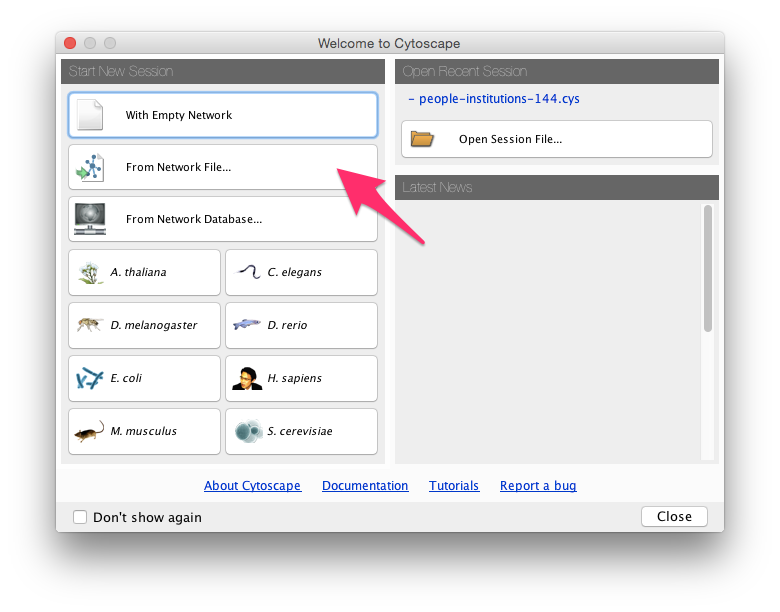 Welcome to Cytoscape
Start New Session
With Empty Network
From Network File...
From Network Database...
A. thaliana
C. elegans
D. melanogaster
D. rerio
E. coli
H. sapiens
M. musculus
S. cerevisiae
Open Recent Session
- people-institutions-144.cys
Open Session File...
Latest News
About Cytoscape Documentation Tutorials Report a bug
Don't show again
Close